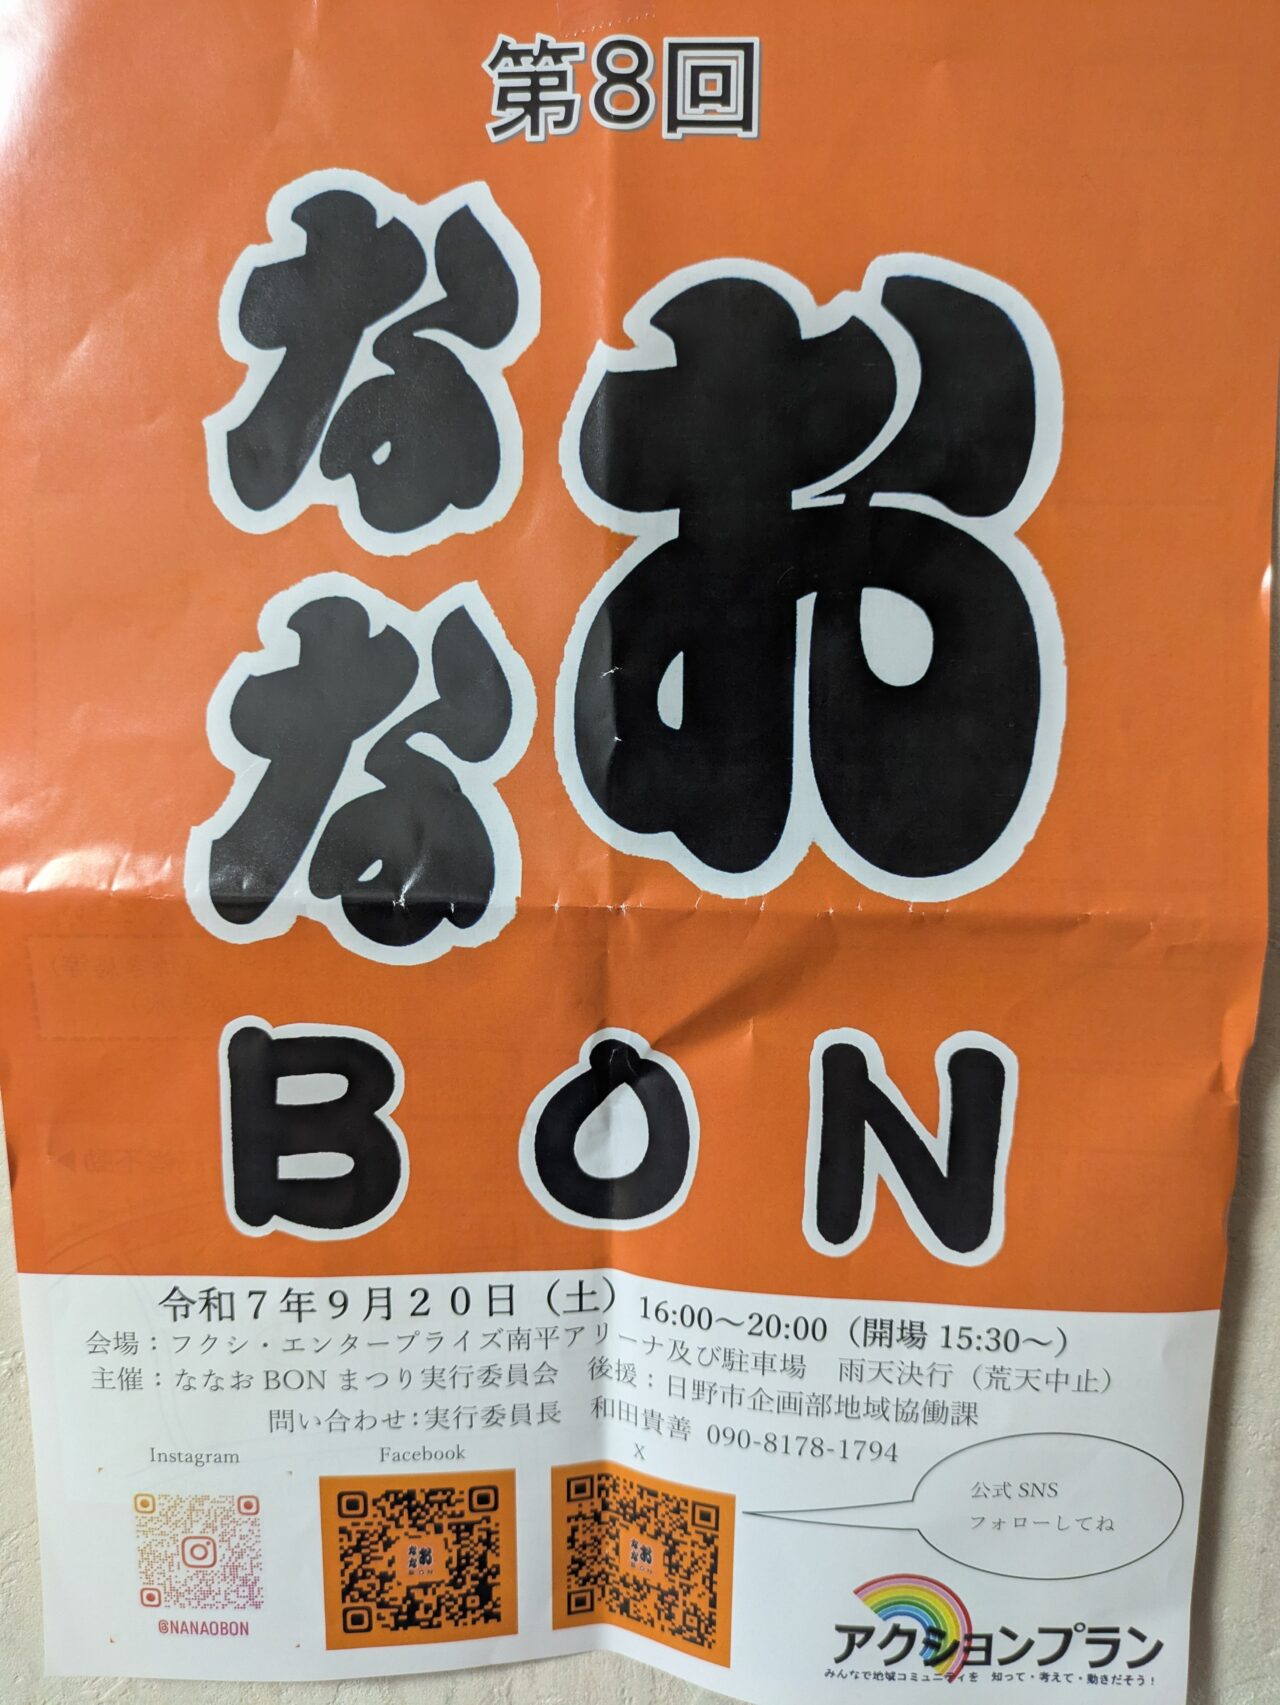 第8回
ななお
BON
令和7年9月20日（土）16:00～20:00（開場 15:30～）
会場：フクシ・エンタープライズ南平アリーナ及び駐車場　雨天決行（荒天中止）
主催：ななおBONまつり実行委員会　後援：日野市企画部地域協働課
問い合わせ：実行委員長　和田貴善 090-8178-1794
Instagram　Facebook　X
公式 SNS
フォローしてね
@NANAOBON
アクションプラン
みんなで地域コミュニティを　知って・考えて・動きだそう！